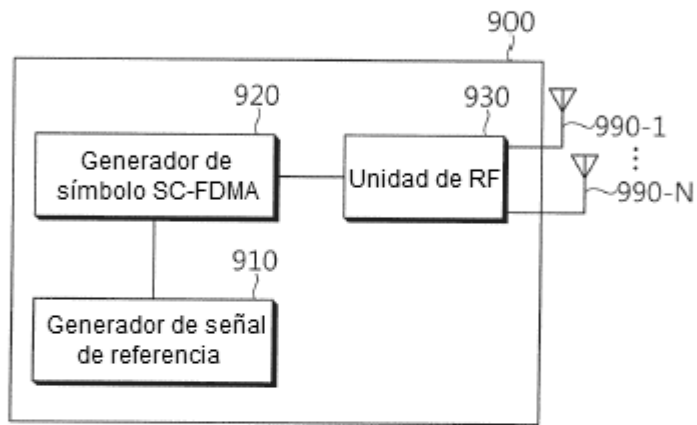 900
920
930
Generador de
símbolo SC-FDMA
Unidad de RF
990-1
⋮
990-N
910
Generador de señal
de referencia